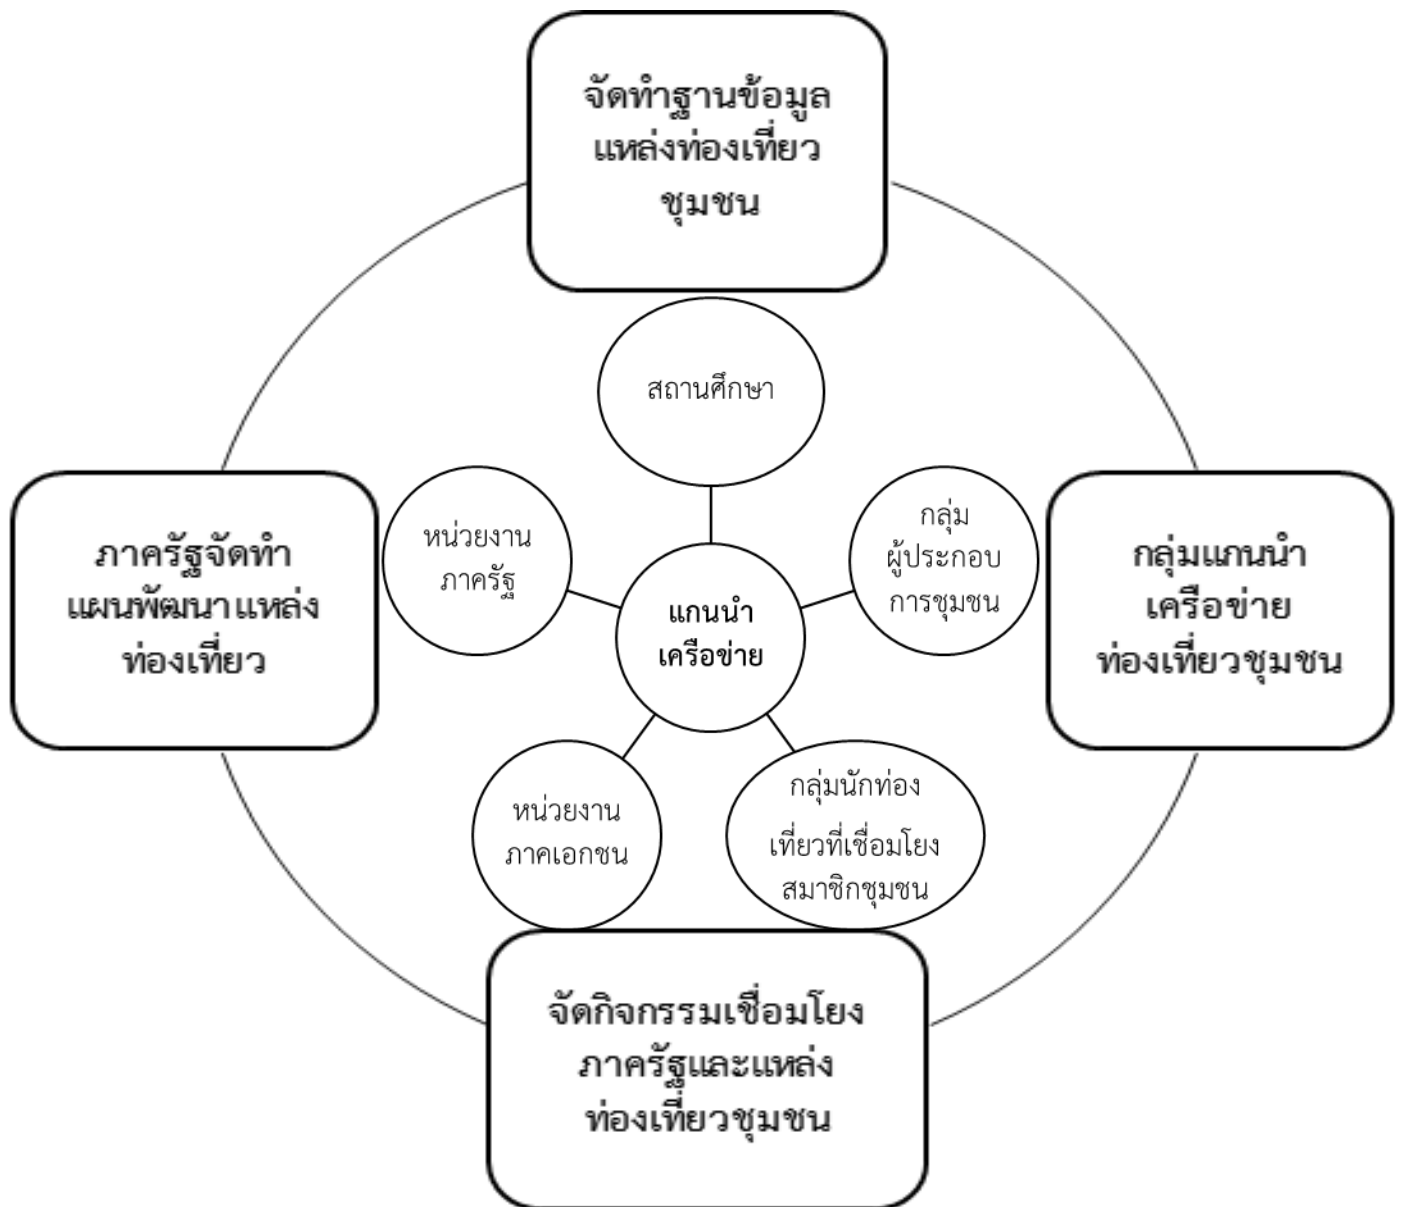 จัดทำฐานข้อมูล
แหล่งท่องเที่ยว
ชุมชน
สถานศึกษา
หน่วยงาน
ภาครัฐ
กลุ่ม
ผู้ประกอบ
การชุมชน
ภาครัฐจัดทำ
แผนพัฒนาแหล่ง
ท่องเที่ยว
แกนนำ
เครือข่าย
กลุ่มแกนนำ
เครือข่าย
ท่องเที่ยวชุมชน
หน่วยงาน
ภาคเอกชน
กลุ่มนักท่อง
เที่ยวที่เชื่อมโยง
สมาชิกชุมชน
จัดกิจกรรมเชื่อมโยง
ภาครัฐและแหล่ง
ท่องเที่ยวชุมชน